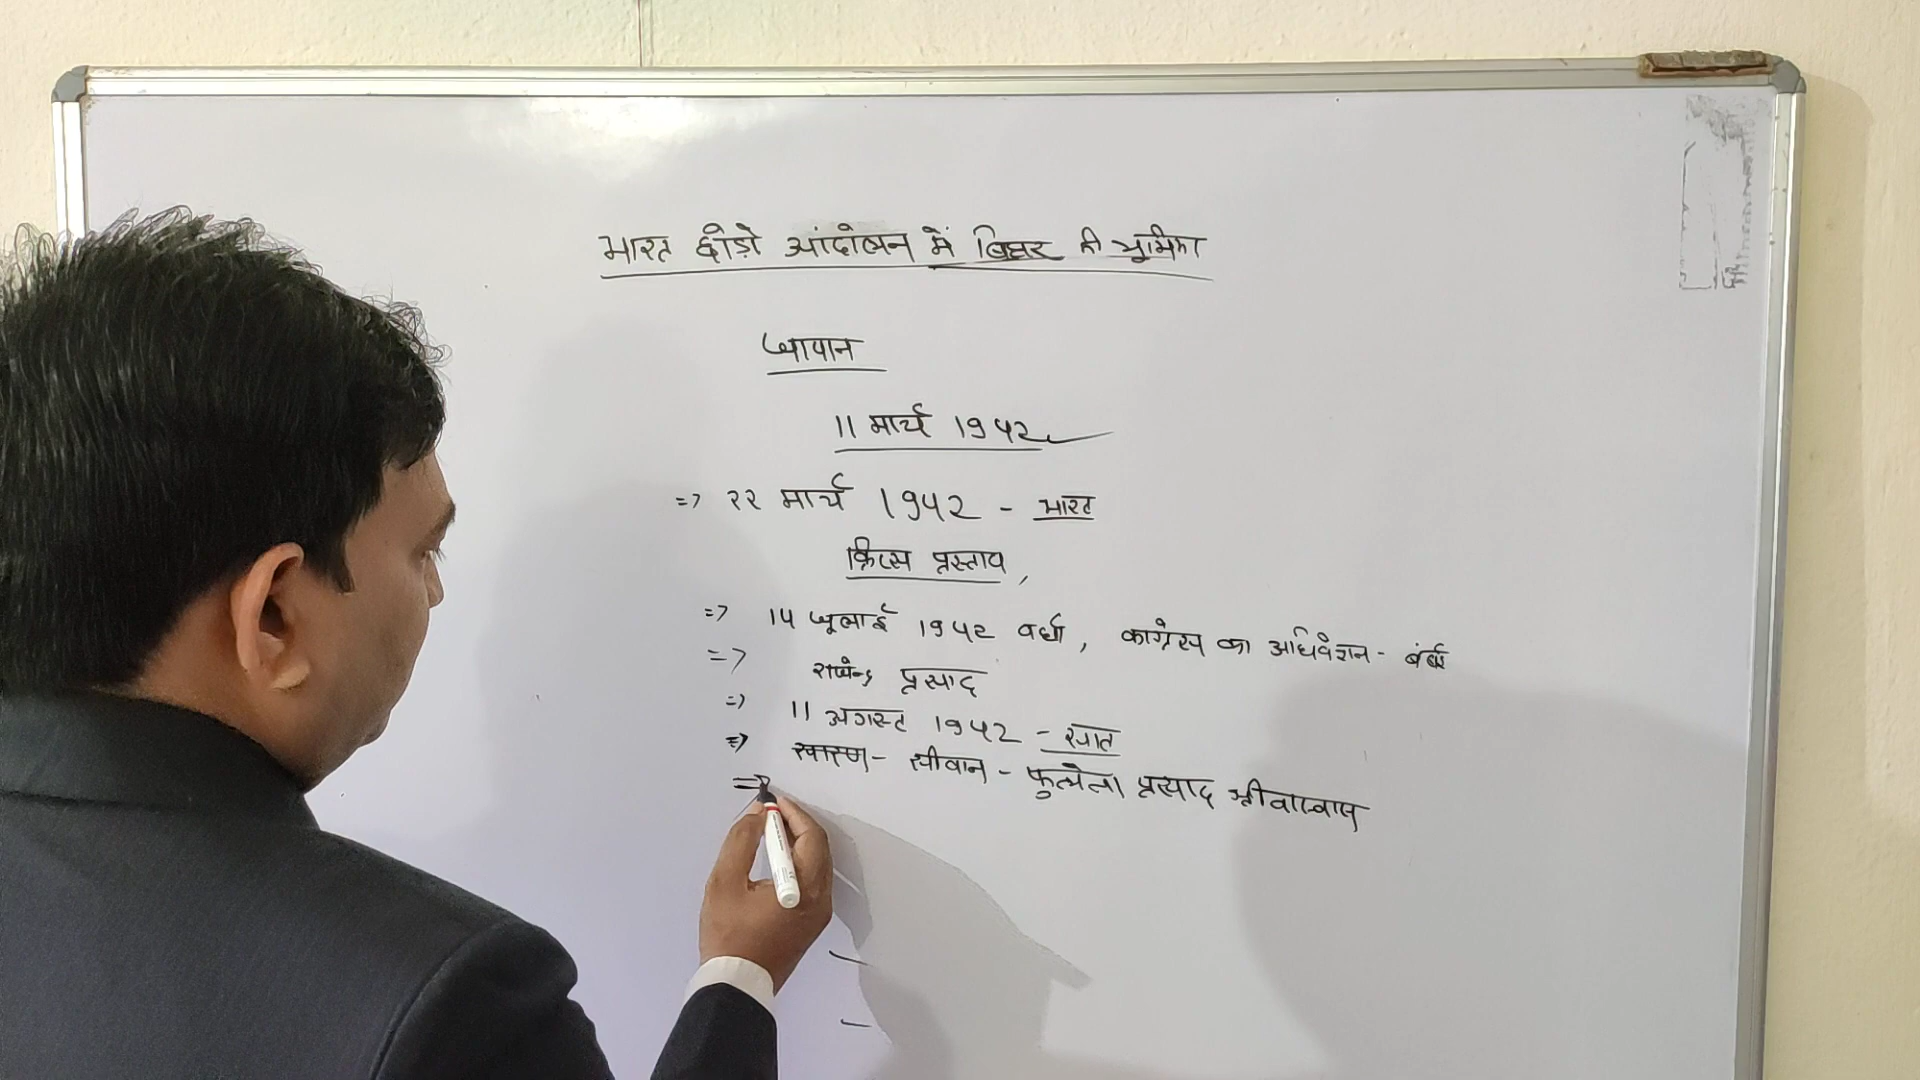 भारत छोड़ो आंदोलन में बिहार की भूमिका
जापान
11 मार्च 1942
=> 22 मार्च 1942 - भारत
क्रिप्स प्रस्ताव,
=> 14 जुलाई 1942 वर्धा, कांग्रेस का अधिवेशन - बंबई
=> राजेन्द्र प्रसाद
=> 11 अगस्त 1942 - सात
=> सारण - सीवान - फुलेना प्रसाद श्रीवास्तव
=>